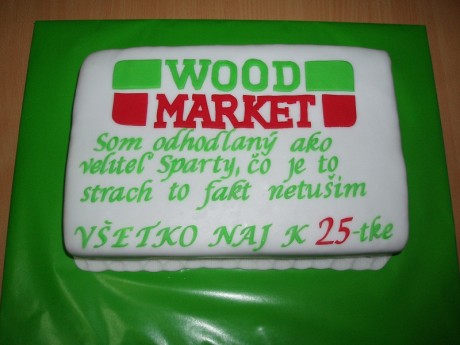 WOOD
MARKET
Som odhodlaný ako
veliteľ Sparty, čo je to
strach to fakt netuším
VŠETKO NAJ K 25-tke